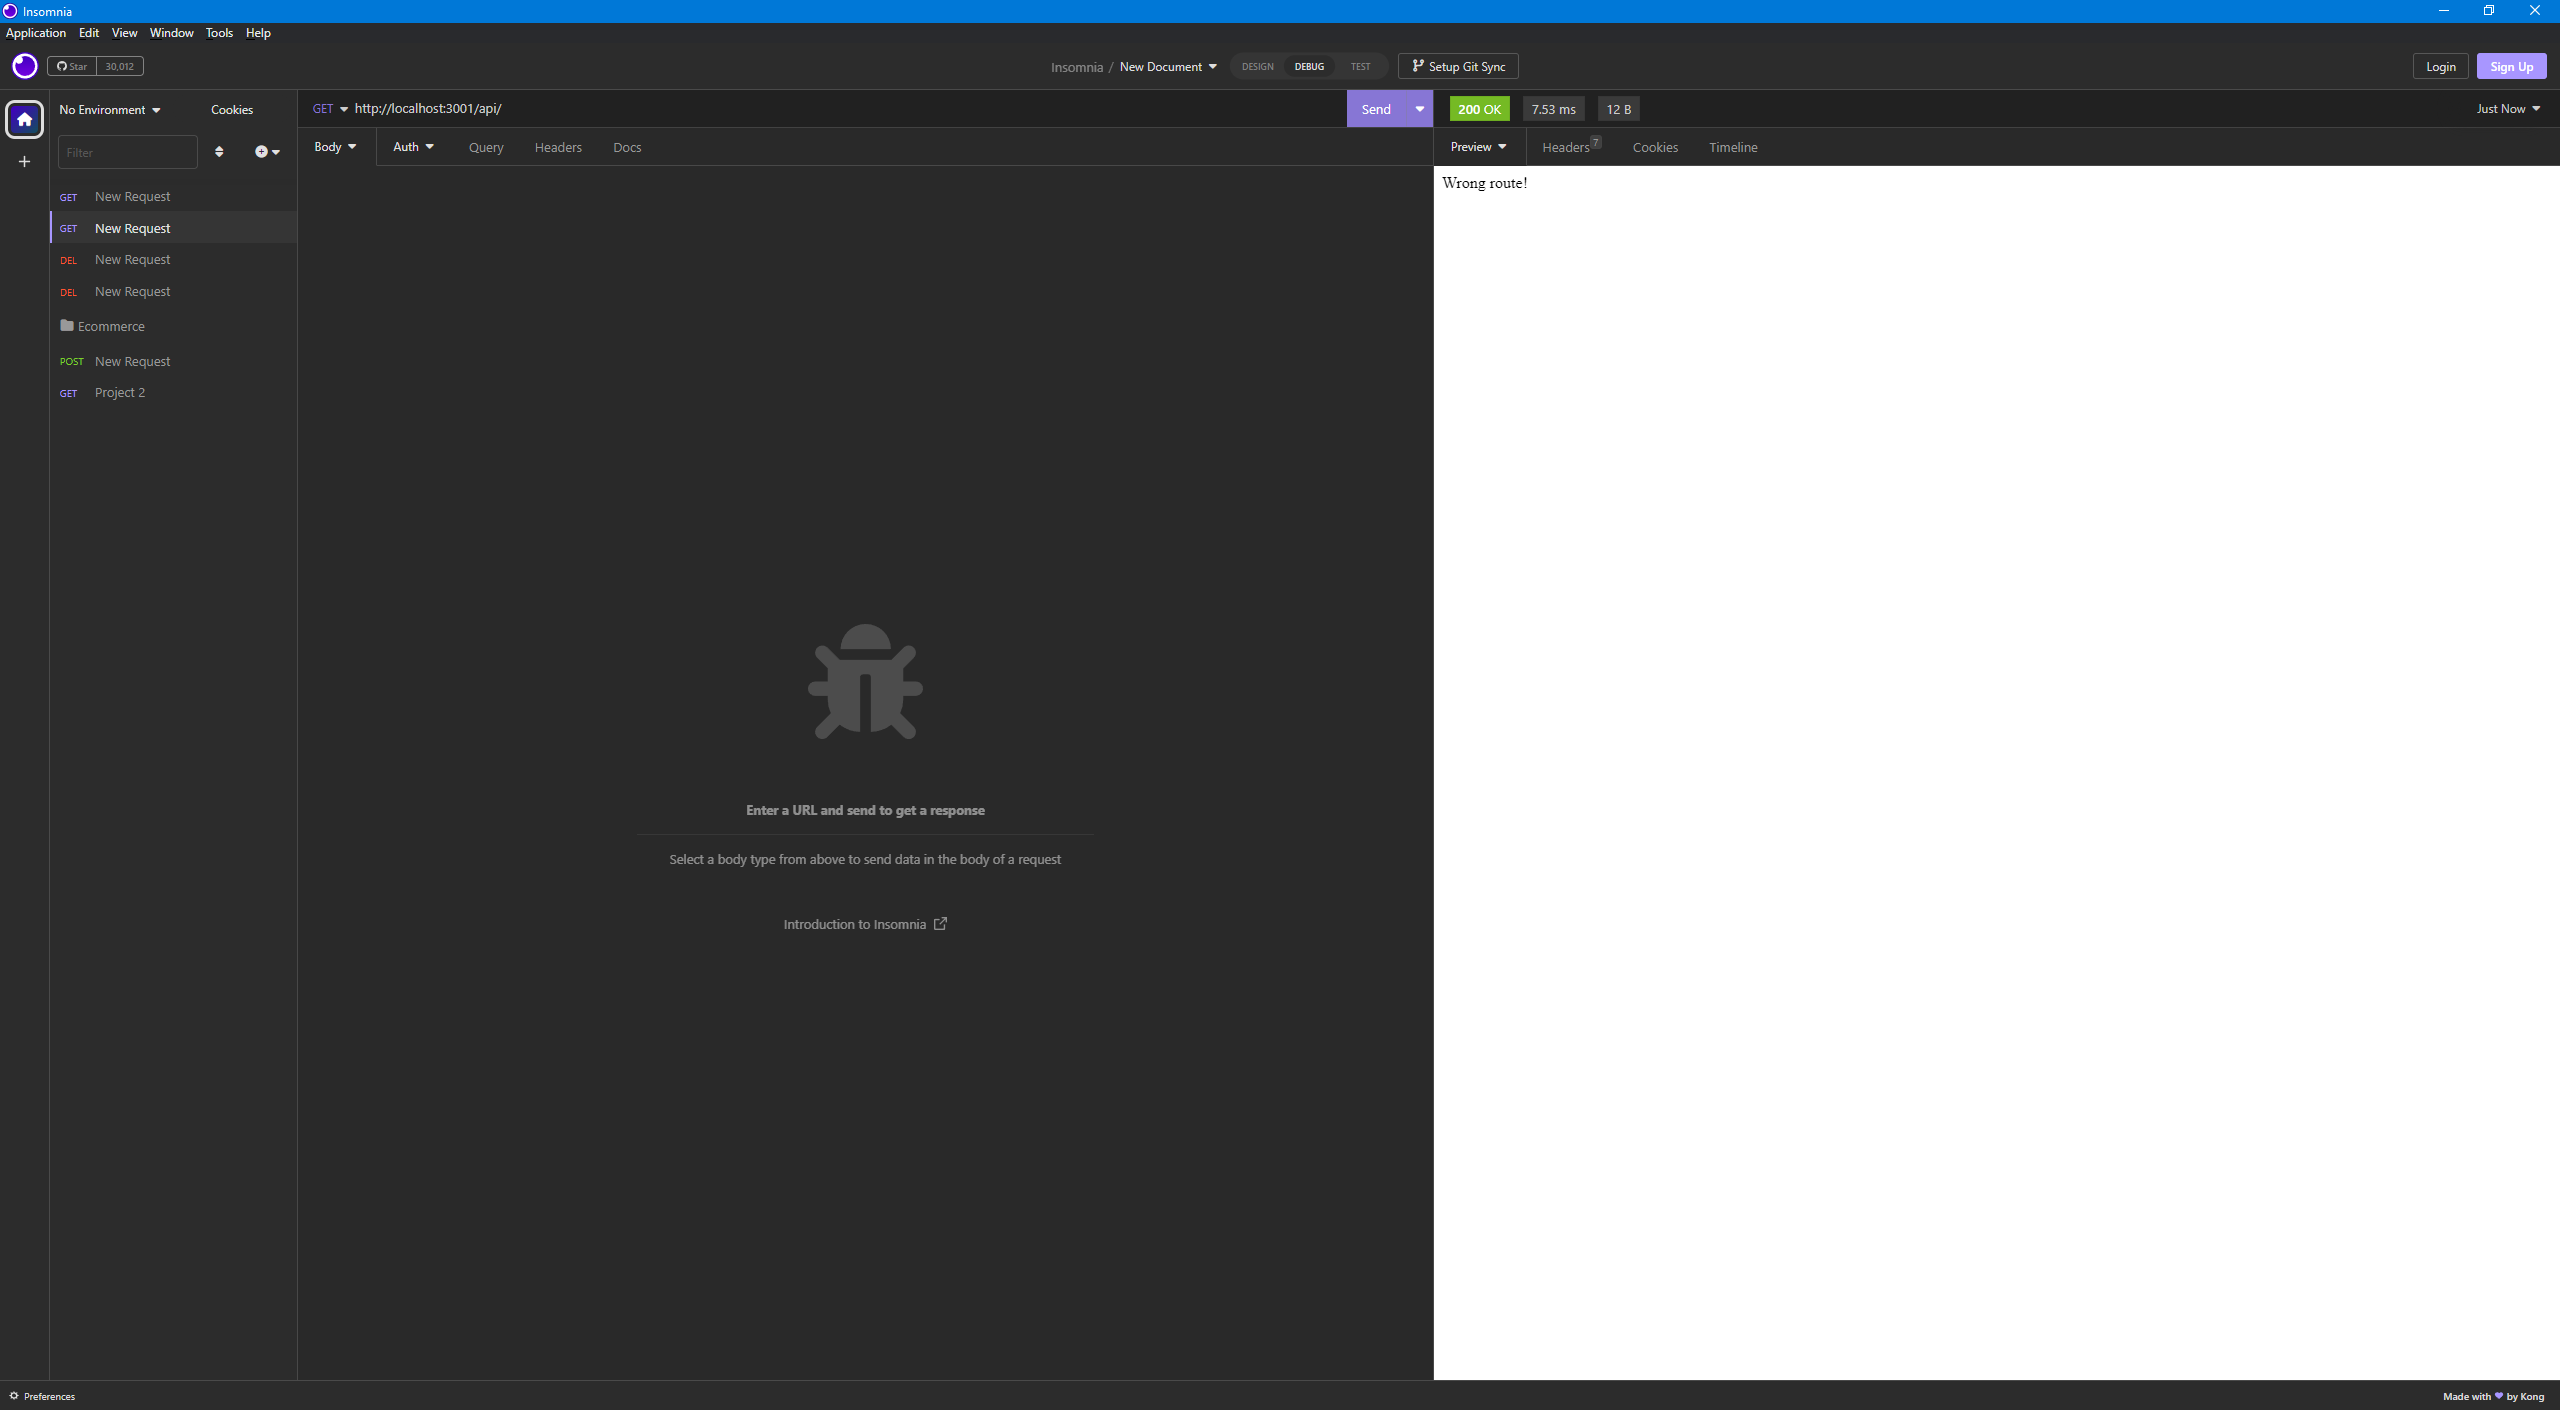 Insomnia
Application Edit View Window Tools Help
Star 30,012
Insomnia / New Document DESIGN DEBUG TEST Setup Git Sync
Login Sign Up
No Environment Cookies
GET http://localhost:3001/api/ Send
200 OK 7.53 ms 12 B Just Now
Filter
Body Auth Query Headers Docs
Preview Headers 7 Cookies Timeline
GET New Request
GET New Request
DEL New Request
DEL New Request
Ecommerce
POST New Request
GET Project 2
Enter a URL and send to get a response
Select a body type from above to send data in the body of a request
Introduction to Insomnia
Wrong route!
Preferences
Made with by Kong